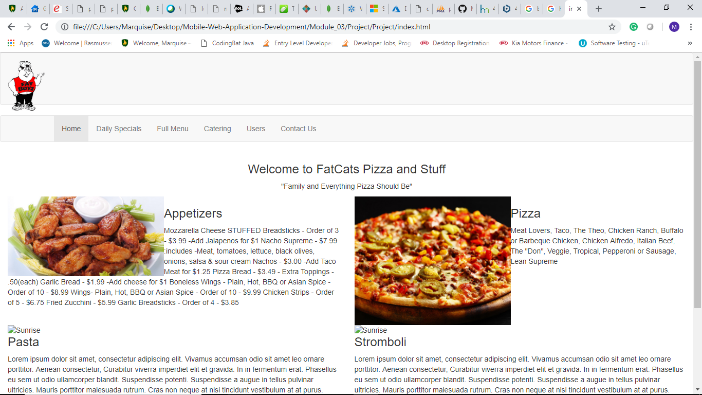 file:///C:/Users/Marquise/Desktop/Mobile-Web-Application-Development/Module_03/Project/Project/index.html
Apps
Welcome | Rasmuss
Welcome, Marquise
CodingBat Java
Entry Level Develope
Developer Jobs, Prog
Desktop Registration
Kia Motors Finance -
Software Testing - u
Home Daily Specials Full Menu Catering Users Contact Us
Welcome to FatCats Pizza and Stuff
"Family and Everything Pizza Should Be"
Appetizers
Mozzarella Cheese STUFFED Breadsticks - Order of 3
- $3.99 -Add Jalapenos for $1 Nacho Supreme - $7.99
Includes -Meat, tomatoes, lettuce, black olives,
onions, salsa & sour cream Nachos - $3.00 -Add Taco
Meat for $1.25 Pizza Bread - $3.49 - Extra Toppings -
.50(each) Garlic Bread - $1.99 -Add cheese for $1 Boneless Wings - Plain, Hot, BBQ or Asian Spice -
Order of 10 - $8.99 Wings- Plain, Hot, BBQ or Asian Spice - Order of 10 - $9.99 Chicken Strips - Order
of 5 - $6.75 Fried Zucchini - $5.99 Garlic Breadsticks - Order of 4 - $3.85
Pizza
Meat Lovers, Taco, The Theo, Chicken Ranch, Buffalo
or Barbeque Chicken, Chicken Alfredo, Italian Beef,
The "Don", Veggie, Tropical, Pepperoni or Sausage,
Lean Supreme
Sunrise
Pasta
Lorem ipsum dolor sit amet, consectetur adipiscing elit. Vivamus accumsan odio sit amet leo ornare
porttitor. Aenean consectetur, Curabitur viverra imperdiet elit et gravida. In in fermentum erat. Phasellus
eu sem ut odio ullamcorper blandit. Suspendisse potenti. Suspendisse a augue in tellus pulvinar
ultricies. Mauris porttitor malesuada rutrum. Cras non neque at nisl tincidunt vestibulum at at purus.
Sunrise
Stromboli
Lorem ipsum dolor sit amet, consectetur adipiscing elit. Vivamus accumsan odio sit amet leo ornare
porttitor. Aenean consectetur, Curabitur viverra imperdiet elit et gravida. In in fermentum erat. Phasellus
eu sem ut odio ullamcorper blandit. Suspendisse potenti. Suspendisse a augue in tellus pulvinar
ultricies. Mauris porttitor malesuada rutrum. Cras non neque at nisl tincidunt vestibulum at at purus.